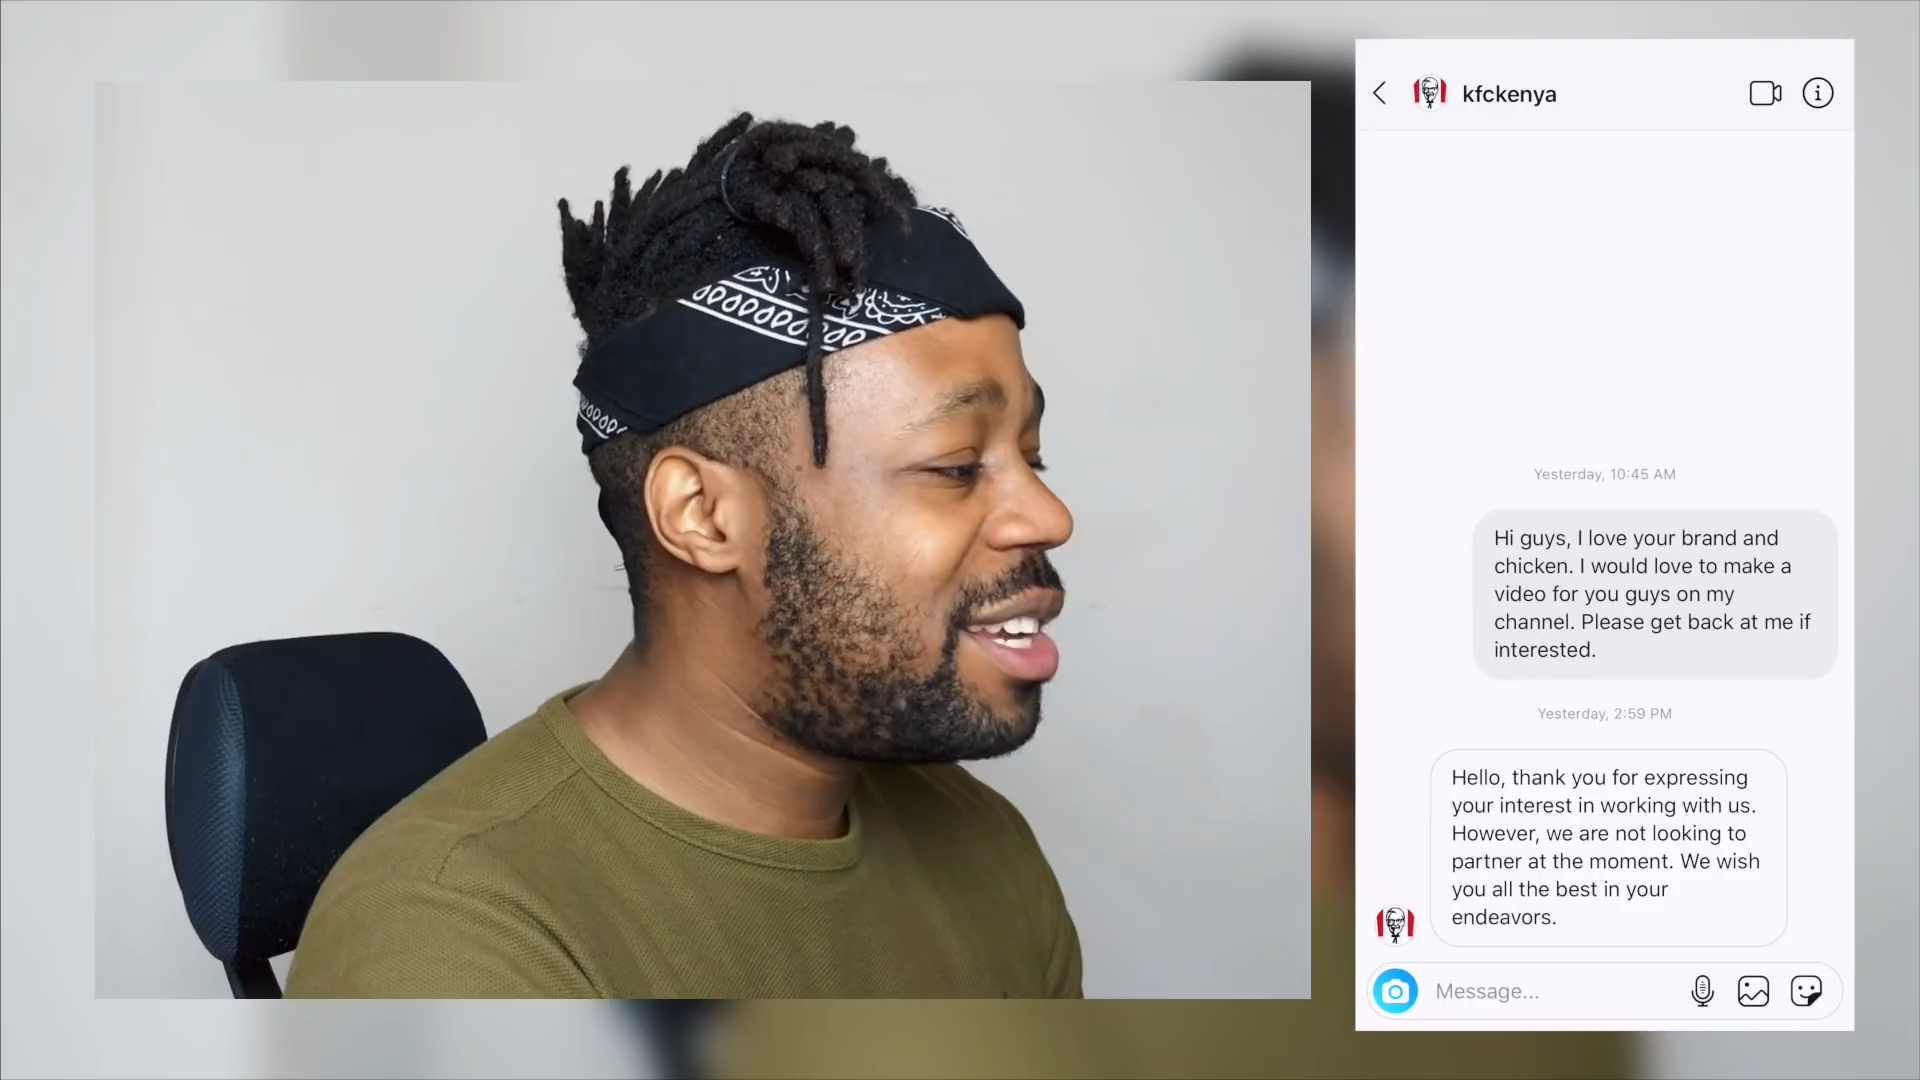 kfckenya
Yesterday, 10:45 AM
Hi guys, I love your brand and
chicken. I would love to make a
video for you guys on my
channel. Please get back at me if
interested.
Yesterday, 2:59 PM
Hello, thank you for expressing
your interest in working with us.
However, we are not looking to
partner at the moment. We wish
you all the best in your
endeavors.
Message...